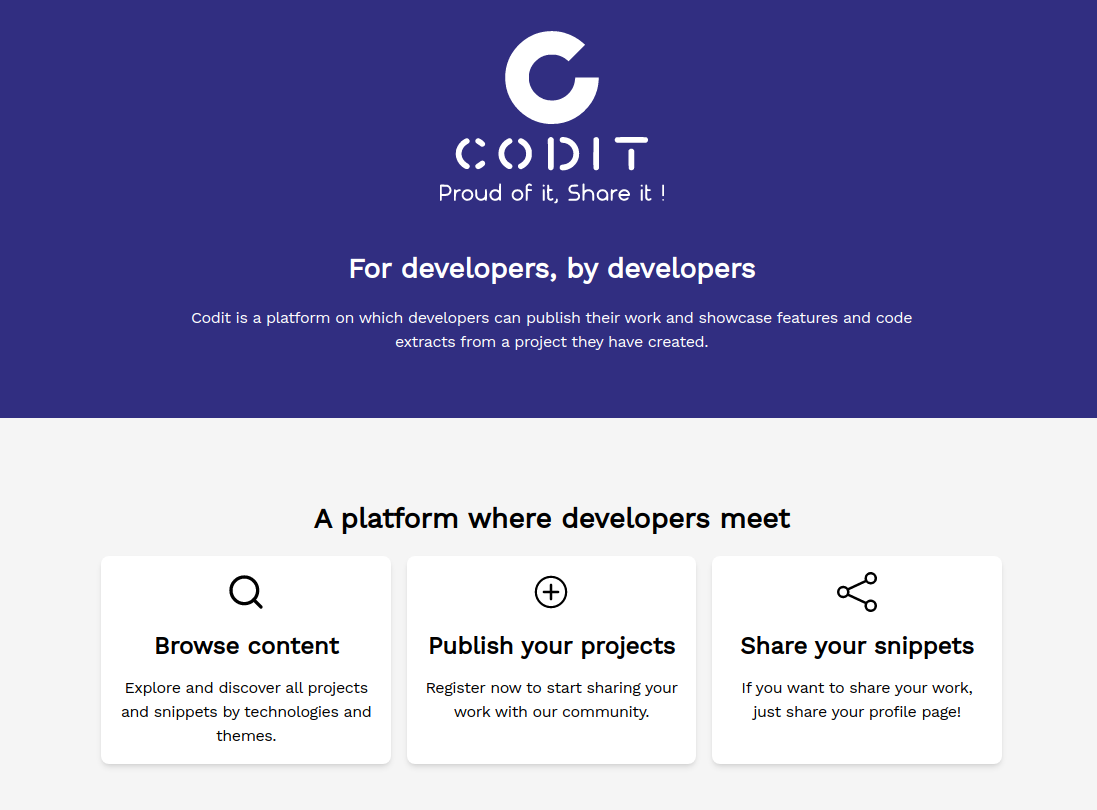 CODIT
Proud of it, Share it !
For developers, by developers
Codit is a platform on which developers can publish their work and showcase features and code
extracts from a project they have created.
A platform where developers meet
Browse content
Explore and discover all projects
and snippets by technologies and
themes.
Publish your projects
Register now to start sharing your
work with our community.
Share your snippets
If you want to share your work,
just share your profile page!